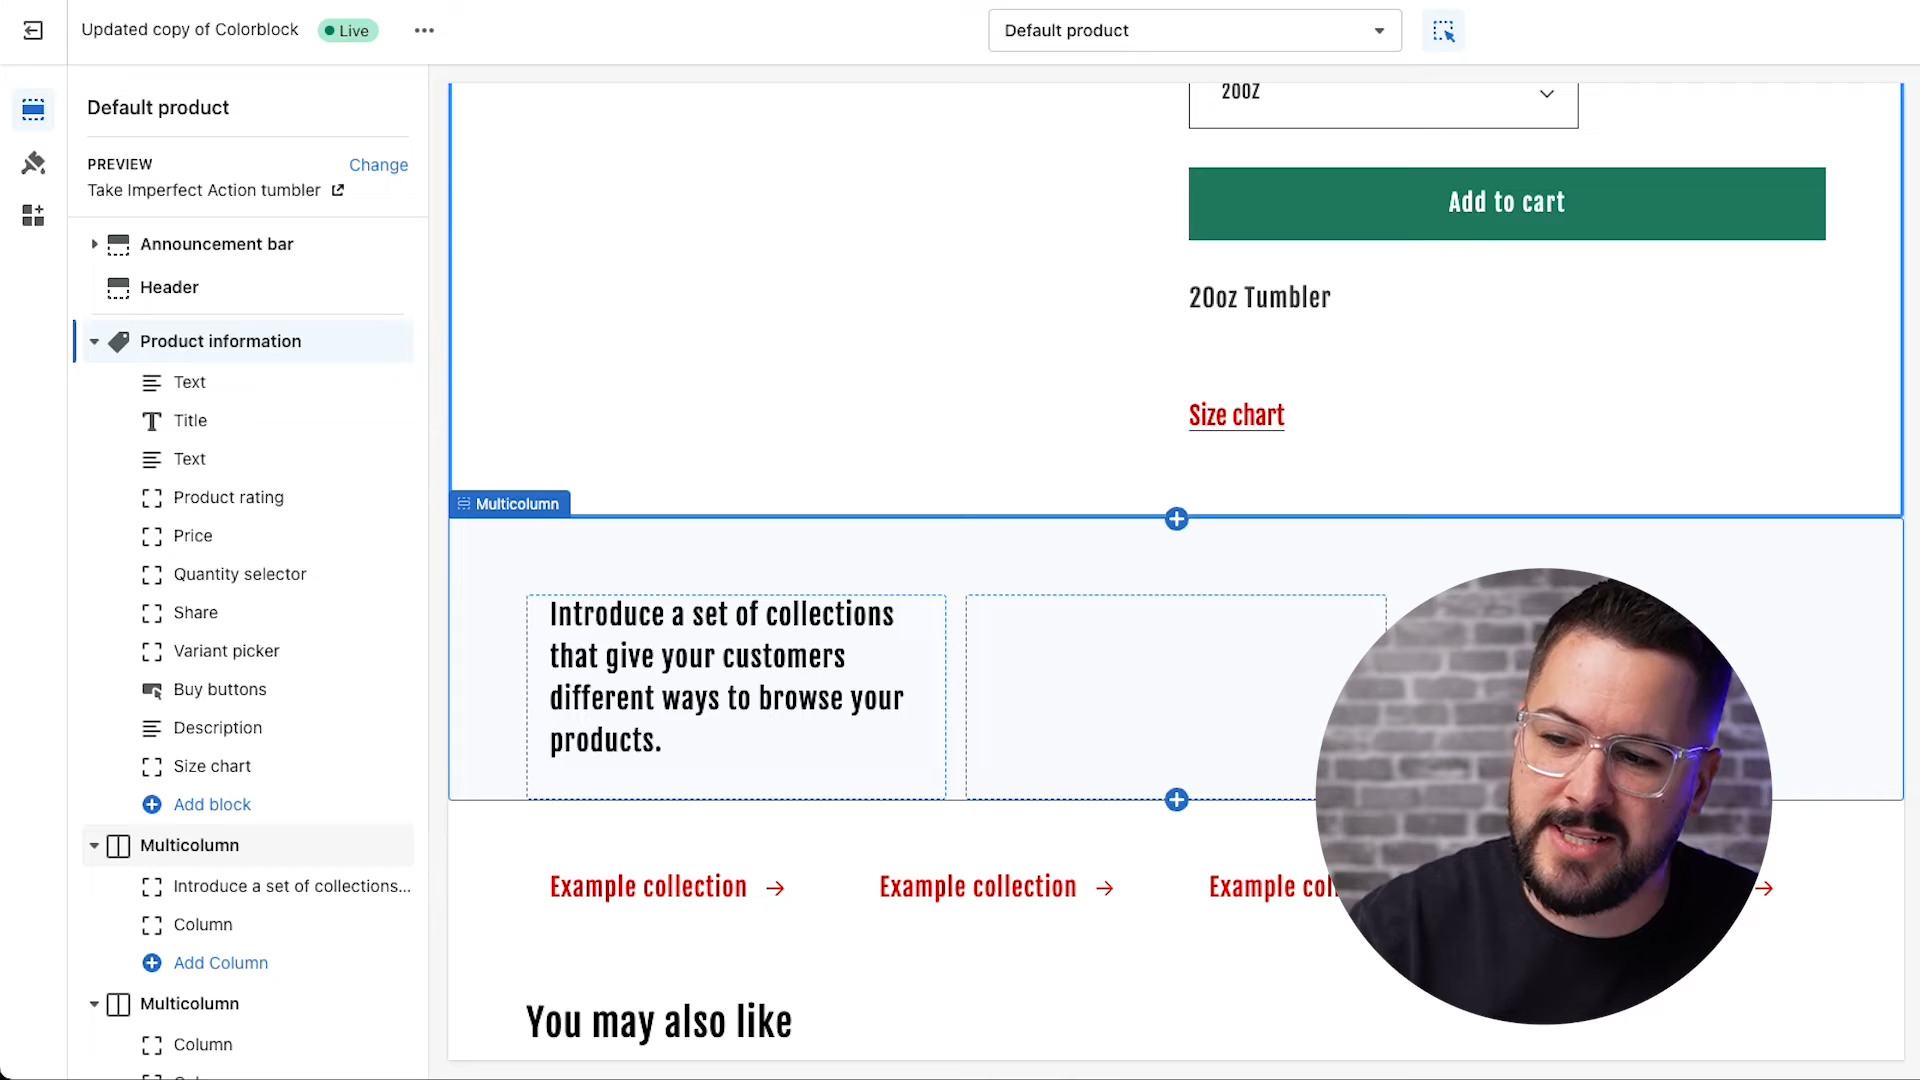 Updated copy of Colorblock
Live
Default product
Default product
PREVIEW
Change
Take Imperfect Action tumbler
Announcement bar
Header
Product information
Text
Title
Text
Product rating
Price
Quantity selector
Share
Variant picker
Buy buttons
Description
Size chart
Add block
Multicolumn
Introduce a set of collections...
Column
Add Column
Multicolumn
Column
20OZ
Add to cart
20oz Tumbler
Size chart
Multicolumn
Introduce a set of collections
that give your customers
different ways to browse your
products.
Example collection →
Example collection →
Example col
→
You may also like